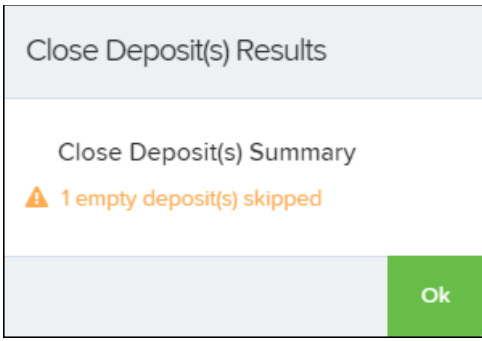 Close Deposit(s) Results
Close Deposit(s) Summary
1 empty deposit(s) skipped
Ok